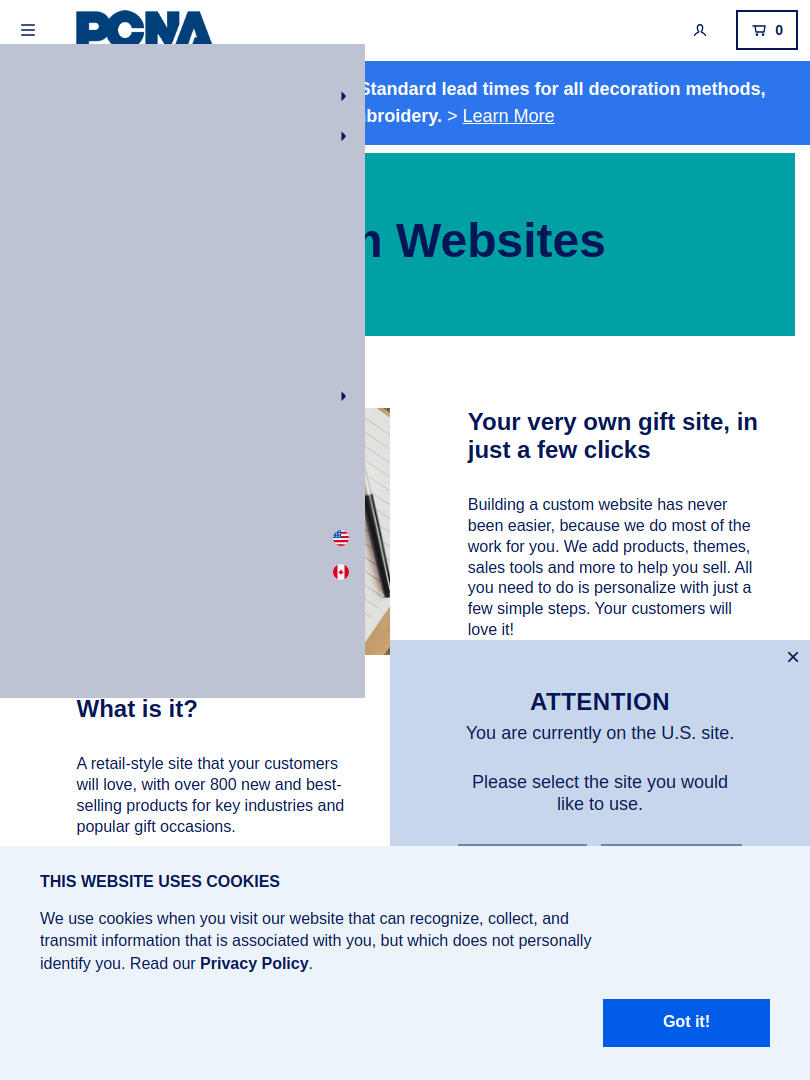 PCNA
0
Standard lead times for all decoration methods,
> Learn More
Websites
Your very own gift site, in
just a few clicks
Building a custom website has never
been easier, because we do most of the
work for you. We add products, themes,
sales tools and more to help you sell. All
you need to do is personalize with just a
few simple steps. Your customers will
love it!
What is it?
A retail-style site that your customers
will love, with over 800 new and best-
selling products for key industries and
popular gift occasions.
ATTENTION
You are currently on the U.S. site.
Please select the site you would
like to use.
THIS WEBSITE USES COOKIES
We use cookies when you visit our website that can recognize, collect, and
transmit information that is associated with you, but which does not personally
identify you. Read our Privacy Policy.
Got it!